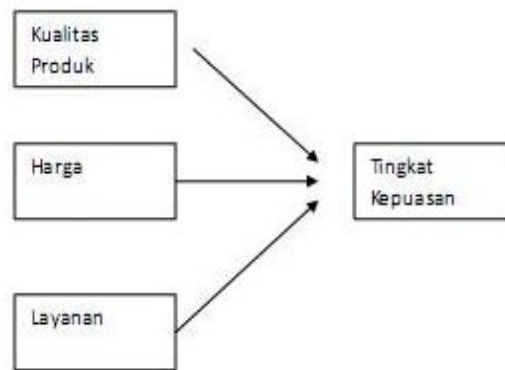 Kualitas
Produk
Harga
Tingkat
Kepuasan
Layanan